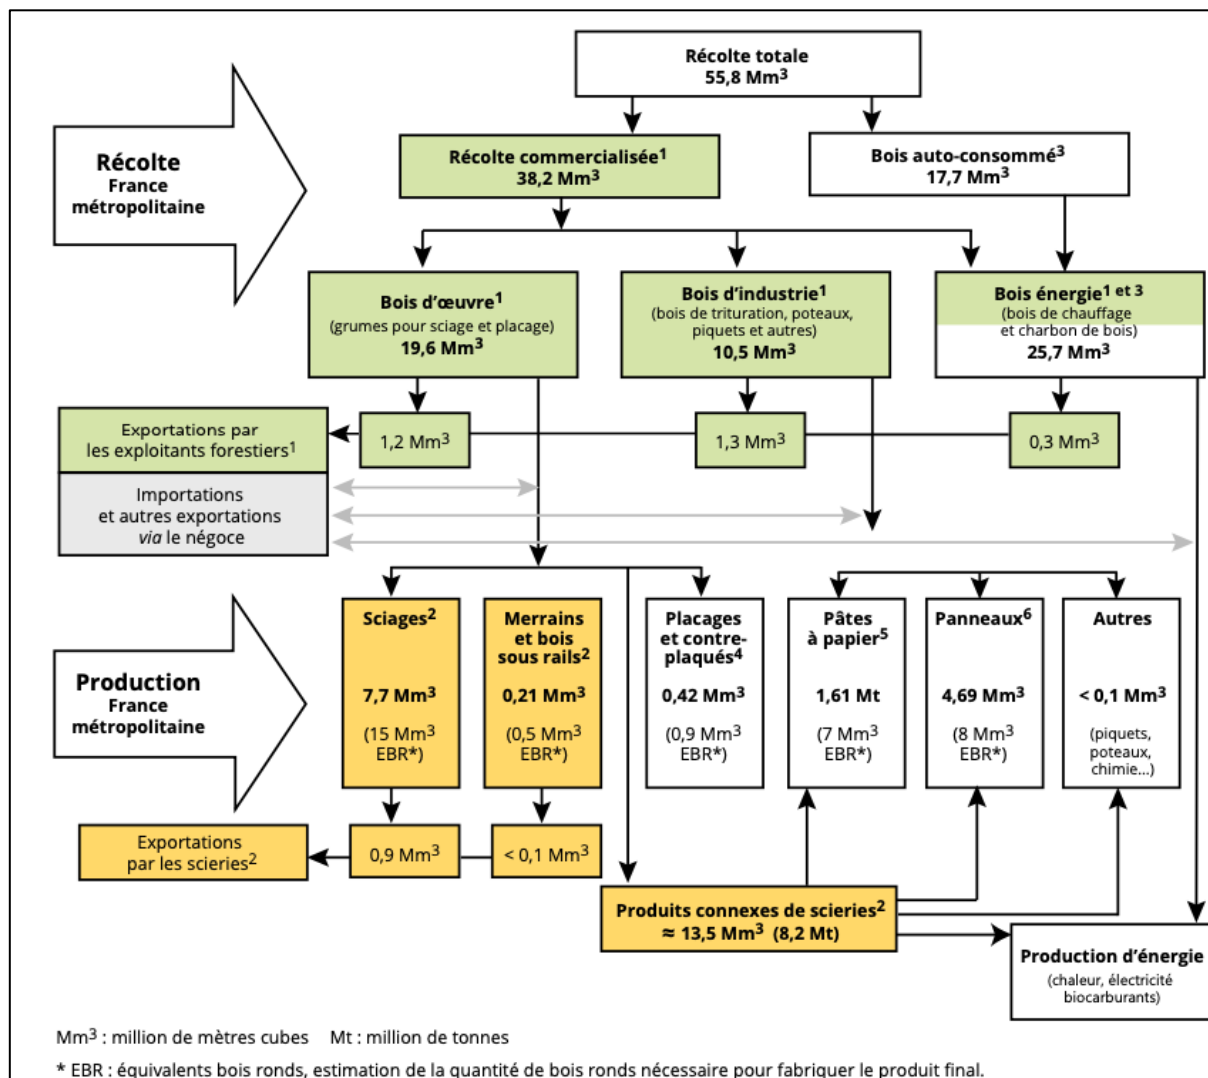 Récolte totale
55,8 Mm³
Récolte
France
métropolitaine
Récolte commercialisée¹
38,2 Mm³
Bois auto-consommé³
17,7 Mm³
Bois d’œuvre¹
(grumes pour sciage et placage)
19,6 Mm³
Bois d’industrie¹
(bois de trituration, poteaux,
piquets et autres)
10,5 Mm³
Bois énergie¹ ᵉᵗ ³
(bois de chauffage
et charbon de bois)
25,7 Mm³
Exportations par
les exploitants forestiers¹
1,2 Mm³
1,3 Mm³
0,3 Mm³
Importations
et autres exportations
via le négoce
Production
France
métropolitaine
Sciages²
7,7 Mm³
(15 Mm³
EBR*)
Merrains
et bois
sous rails²
0,21 Mm³
(0,5 Mm³
EBR*)
Placages
et contre-
plaqués⁴
0,42 Mm³
(0,9 Mm³
EBR*)
Pâtes
à papier⁵
1,61 Mt
(7 Mm³
EBR*)
Panneaux⁶
4,69 Mm³
(8 Mm³
EBR*)
Autres
< 0,1 Mm³
(piquets,
poteaux,
chimie...)
Exportations
par les scieries²
0,9 Mm³
< 0,1 Mm³
Produits connexes de scieries²
≈ 13,5 Mm³ (8,2 Mt)
Production d’énergie
(chaleur, électricité
biocarburants)
Mm³ : million de mètres cubes Mt : million de tonnes
* EBR : équivalents bois ronds, estimation de la quantité de bois ronds nécessaire pour fabriquer le produit final.